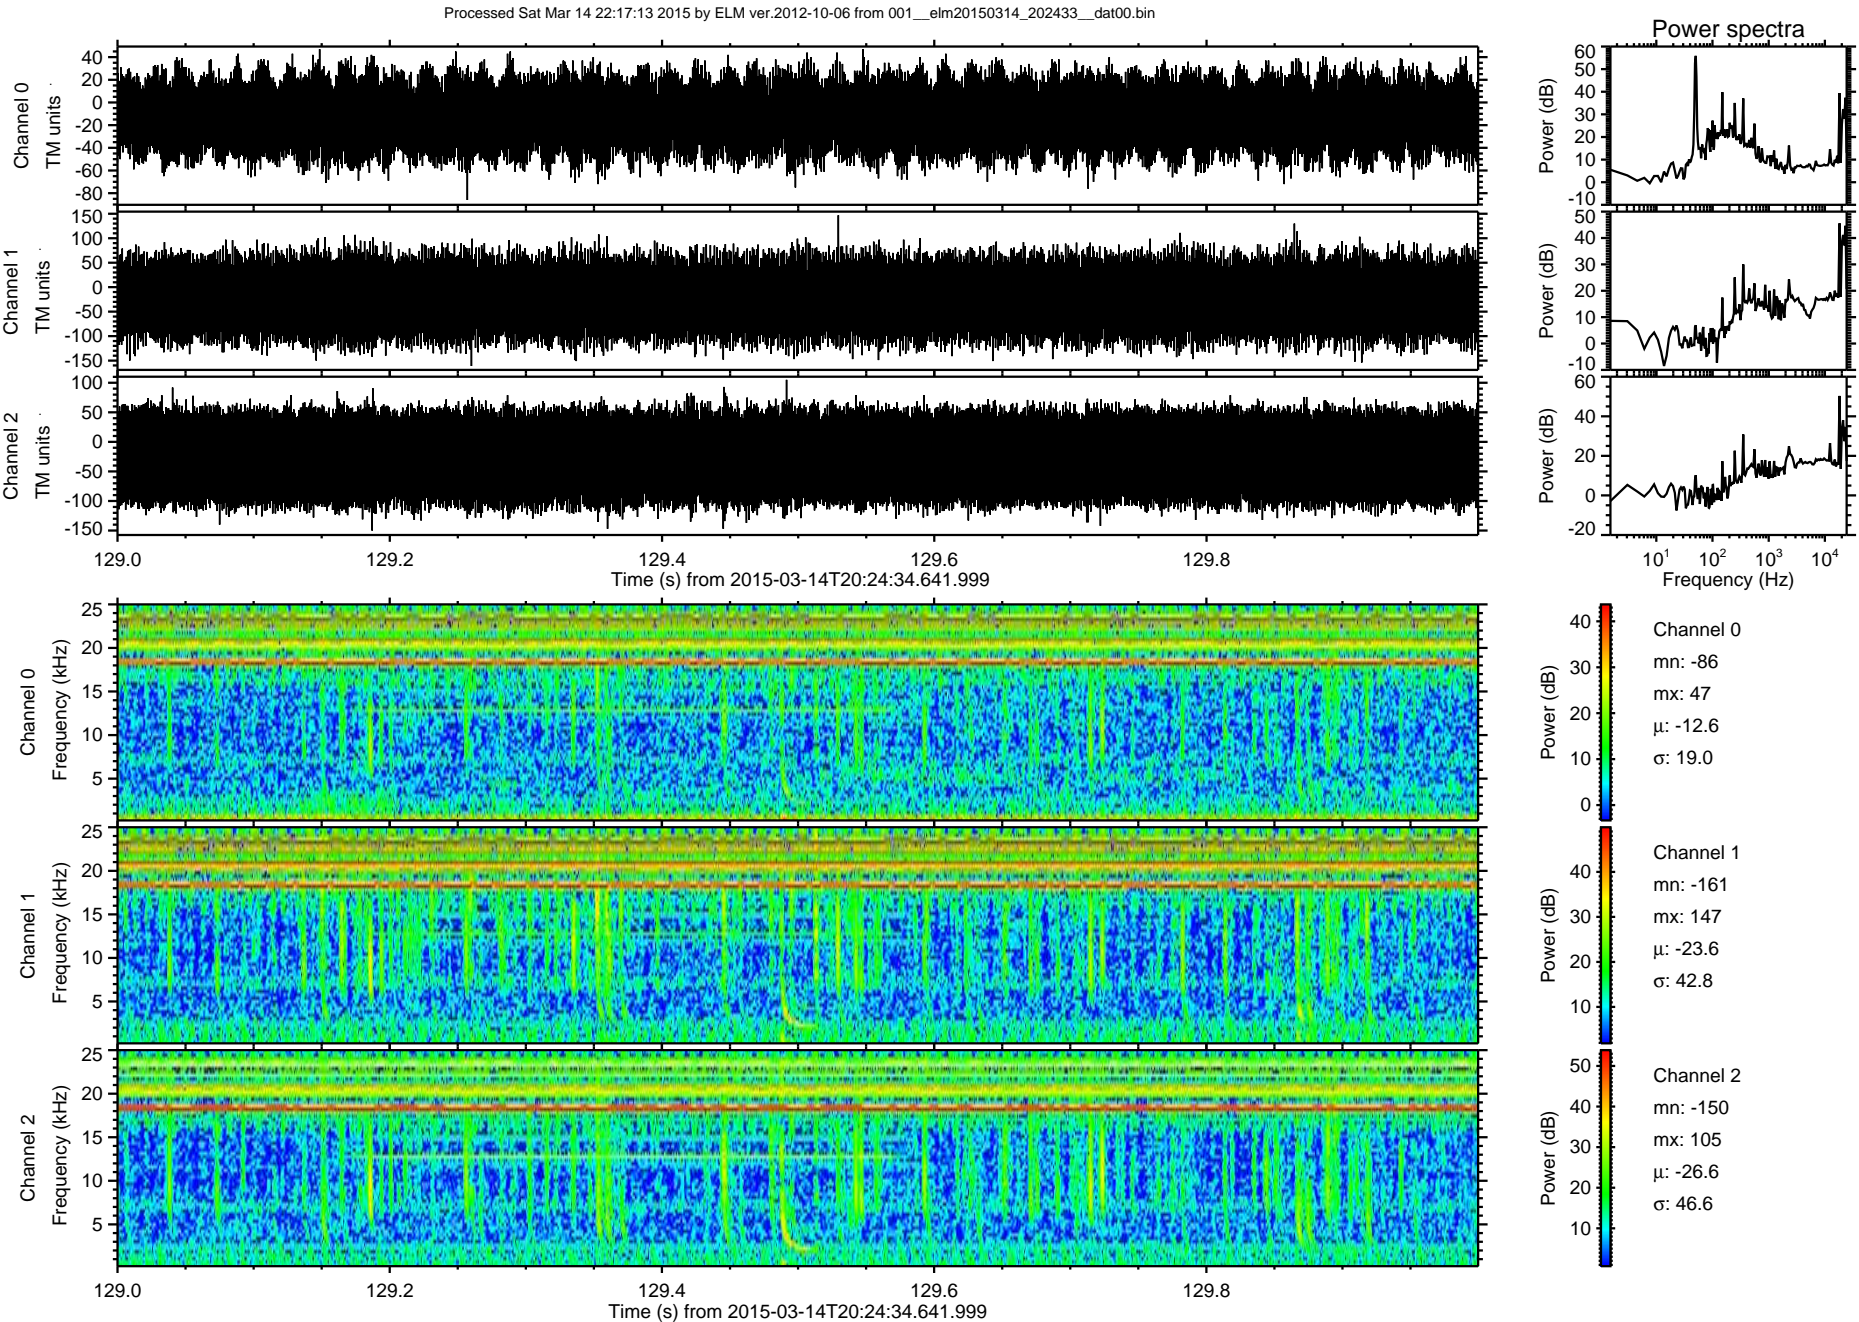 Processed Sat Mar 14 22:17:13 2015 by ELM ver.2012-10-06 from 001__elm20150314_202433__dat00.bin
Power spectra
Channel 0
TM units
40
20
0
-20
-40
-60
-80
Power (dB)
60
50
40
30
20
10
0
-10
Channel 1
TM units
150
100
50
0
-50
-100
-150
Power (dB)
50
40
30
20
10
0
-10
Channel 2
TM units
100
50
0
-50
-100
-150
Power (dB)
60
40
20
0
-20
129.0 129.2 129.4 129.6 129.8
Time (s) from 2015-03-14T20:24:34.641.999
10^1 10^2 10^3 10^4
Frequency (Hz)
Channel 0
Frequency (kHz)
25
20
15
10
5
Power (dB)
40
30
20
10
0
Channel 0
mn: -86
mx: 47
μ: -12.6
σ: 19.0
Channel 1
Frequency (kHz)
25
20
15
10
5
Power (dB)
40
30
20
10
Channel 1
mn: -161
mx: 147
μ: -23.6
σ: 42.8
Channel 2
Frequency (kHz)
25
20
15
10
5
Power (dB)
50
40
30
20
10
Channel 2
mn: -150
mx: 105
μ: -26.6
σ: 46.6
129.0 129.2 129.4 129.6 129.8
Time (s) from 2015-03-14T20:24:34.641.999